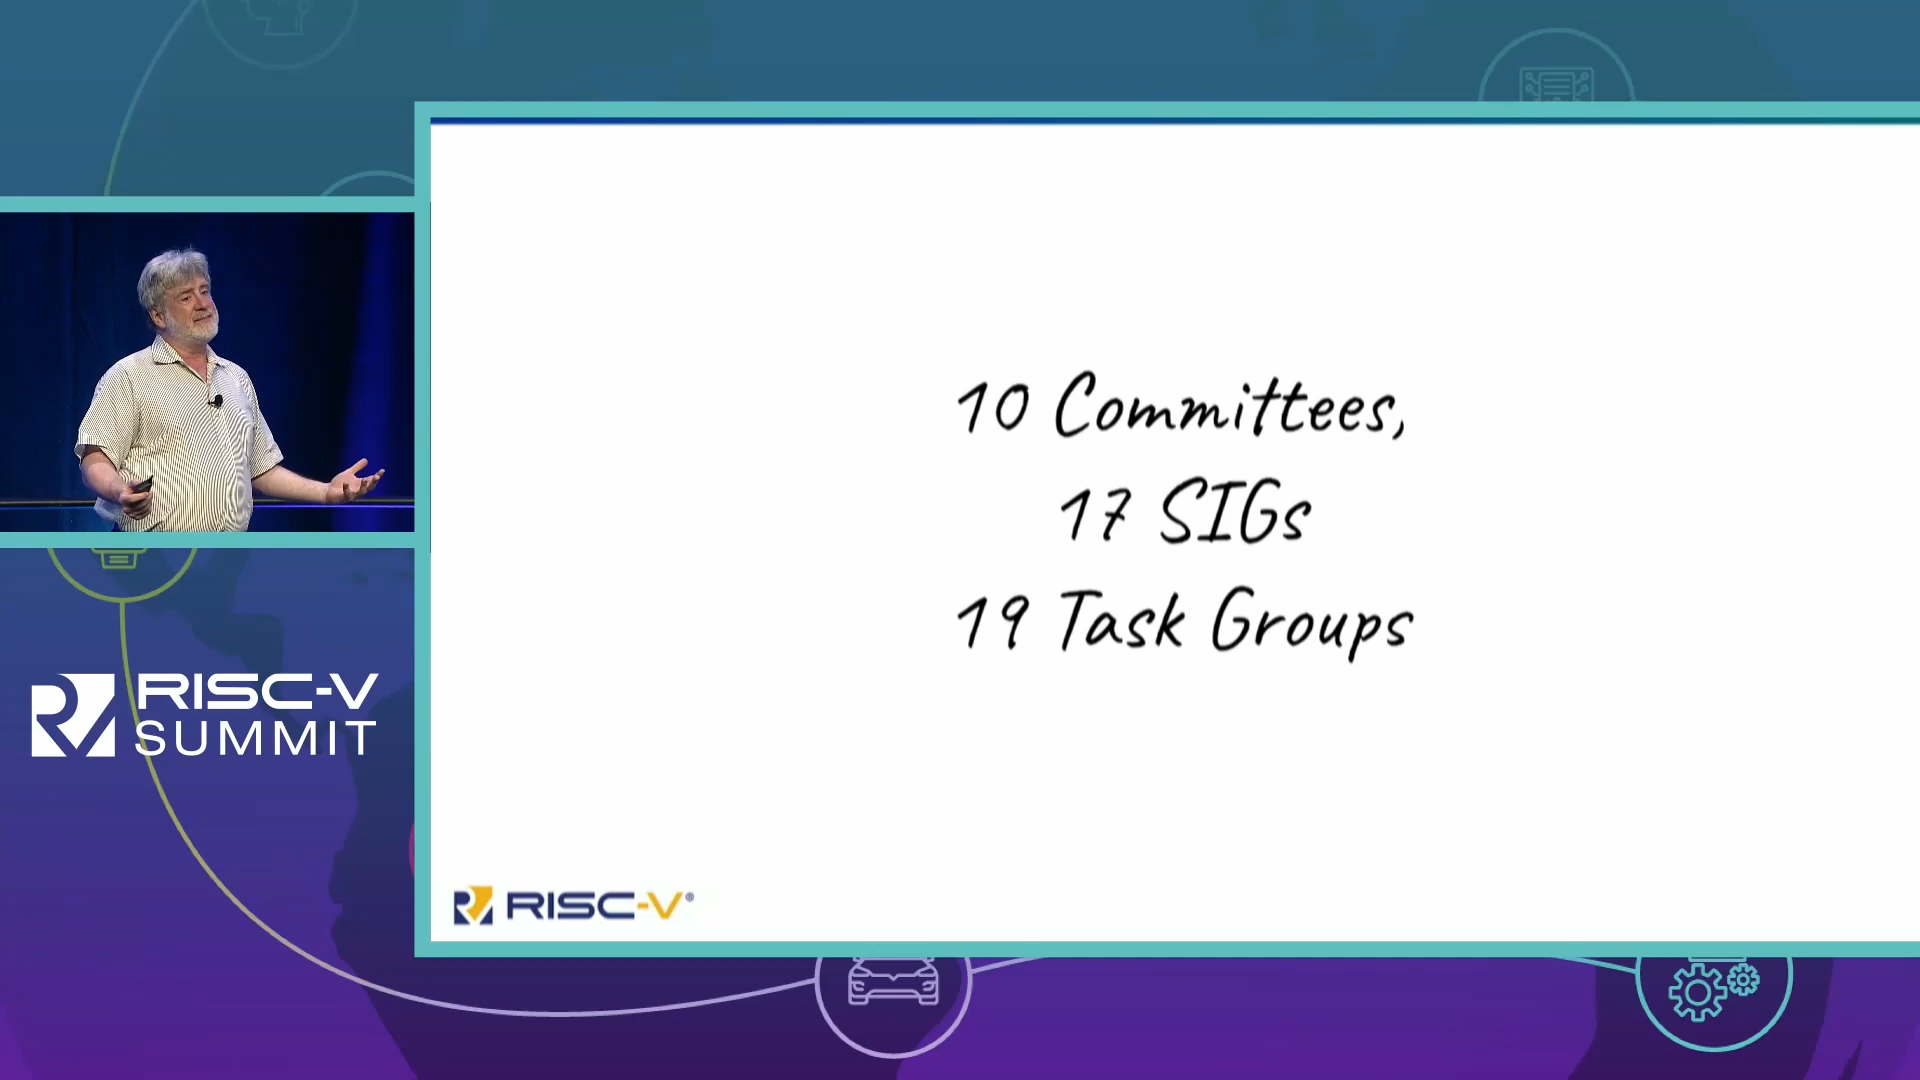 10 Committees,
17 SIGs
19 Task Groups
RISC-V
SUMMIT
RISC-V®